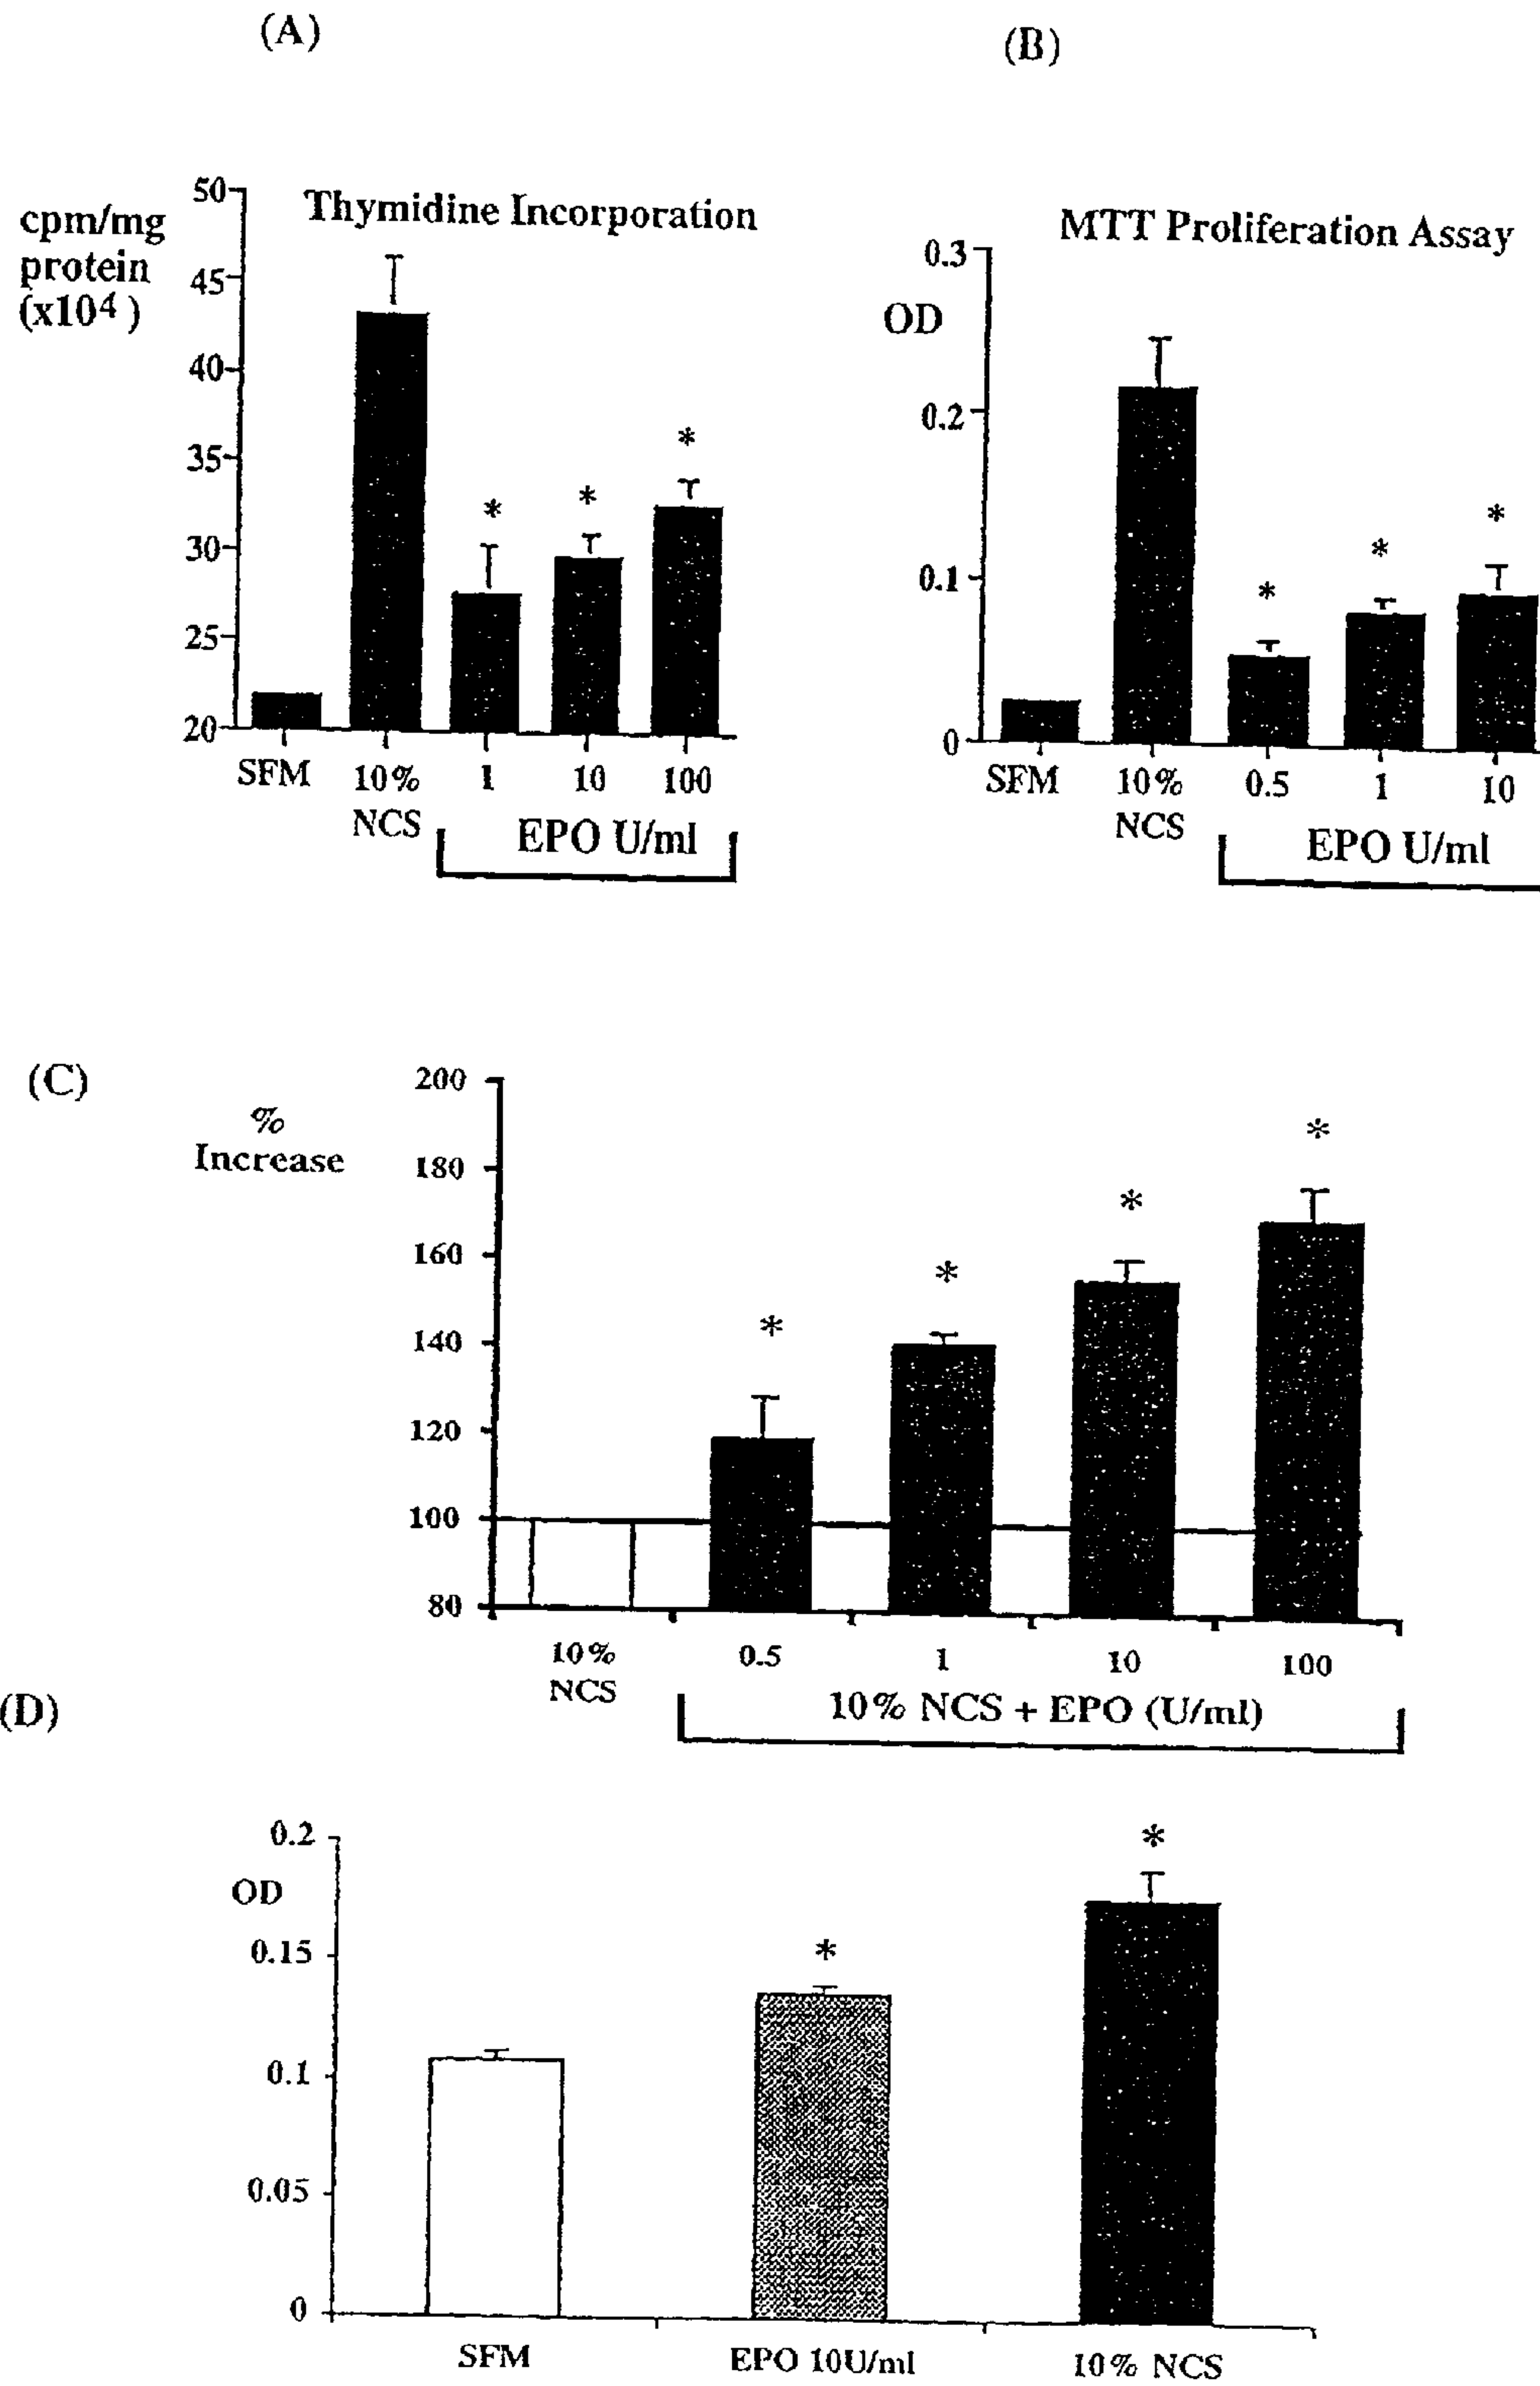 (A)
(B)
Thymidine Incorporation
cpm/mg
protein
(x10⁴ )
50
45
40
35
30
25
20
*
*
*
SFM
10%
1
10
100
NCS
EPO U/ml
MTT Proliferation Assay
OD
0.3
0.2
0.1
0
*
*
*
SFM
10%
0.5
1
10
NCS
EPO U/ml
(C)
%
Increase
200
180
160
140
120
100
80
*
*
*
*
10%
NCS
0.5
1
10
100
10% NCS + EPO (U/ml)
(D)
OD
0.2
0.15
0.1
0.05
0
*
*
SFM
EPO 10U/ml
10% NCS